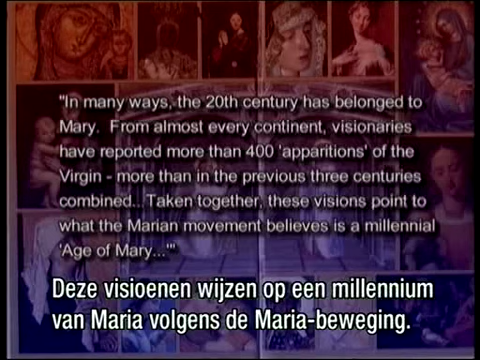 "In many ways, the 20th century has belonged to
Mary.  From almost every continent, visionaries
have reported more than 400 'apparitions' of the
Virgin - more than in the previous three centuries
combined...Taken together, these visions point to
what the Marian movement believes is a millennial
'Age of Mary...'"
Deze visioenen wijzen op een millennium
van Maria volgens de Maria-beweging.